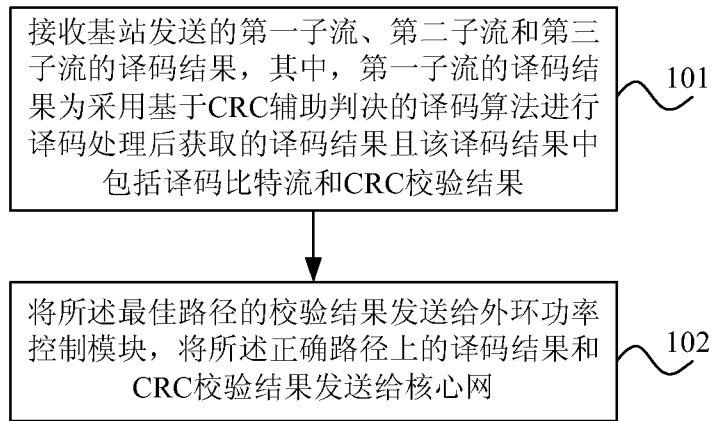 接收基站发送的第一子流、第二子流和第三
子流的译码结果，其中，第一子流的译码结
果为采用基于CRC辅助判决的译码算法进行
译码处理后获取的译码结果且该译码结果中
包括译码比特流和CRC校验结果
101
将所述最佳路径的校验结果发送给外环功率
控制模块，将所述正确路径上的译码结果和
CRC校验结果发送给核心网
102